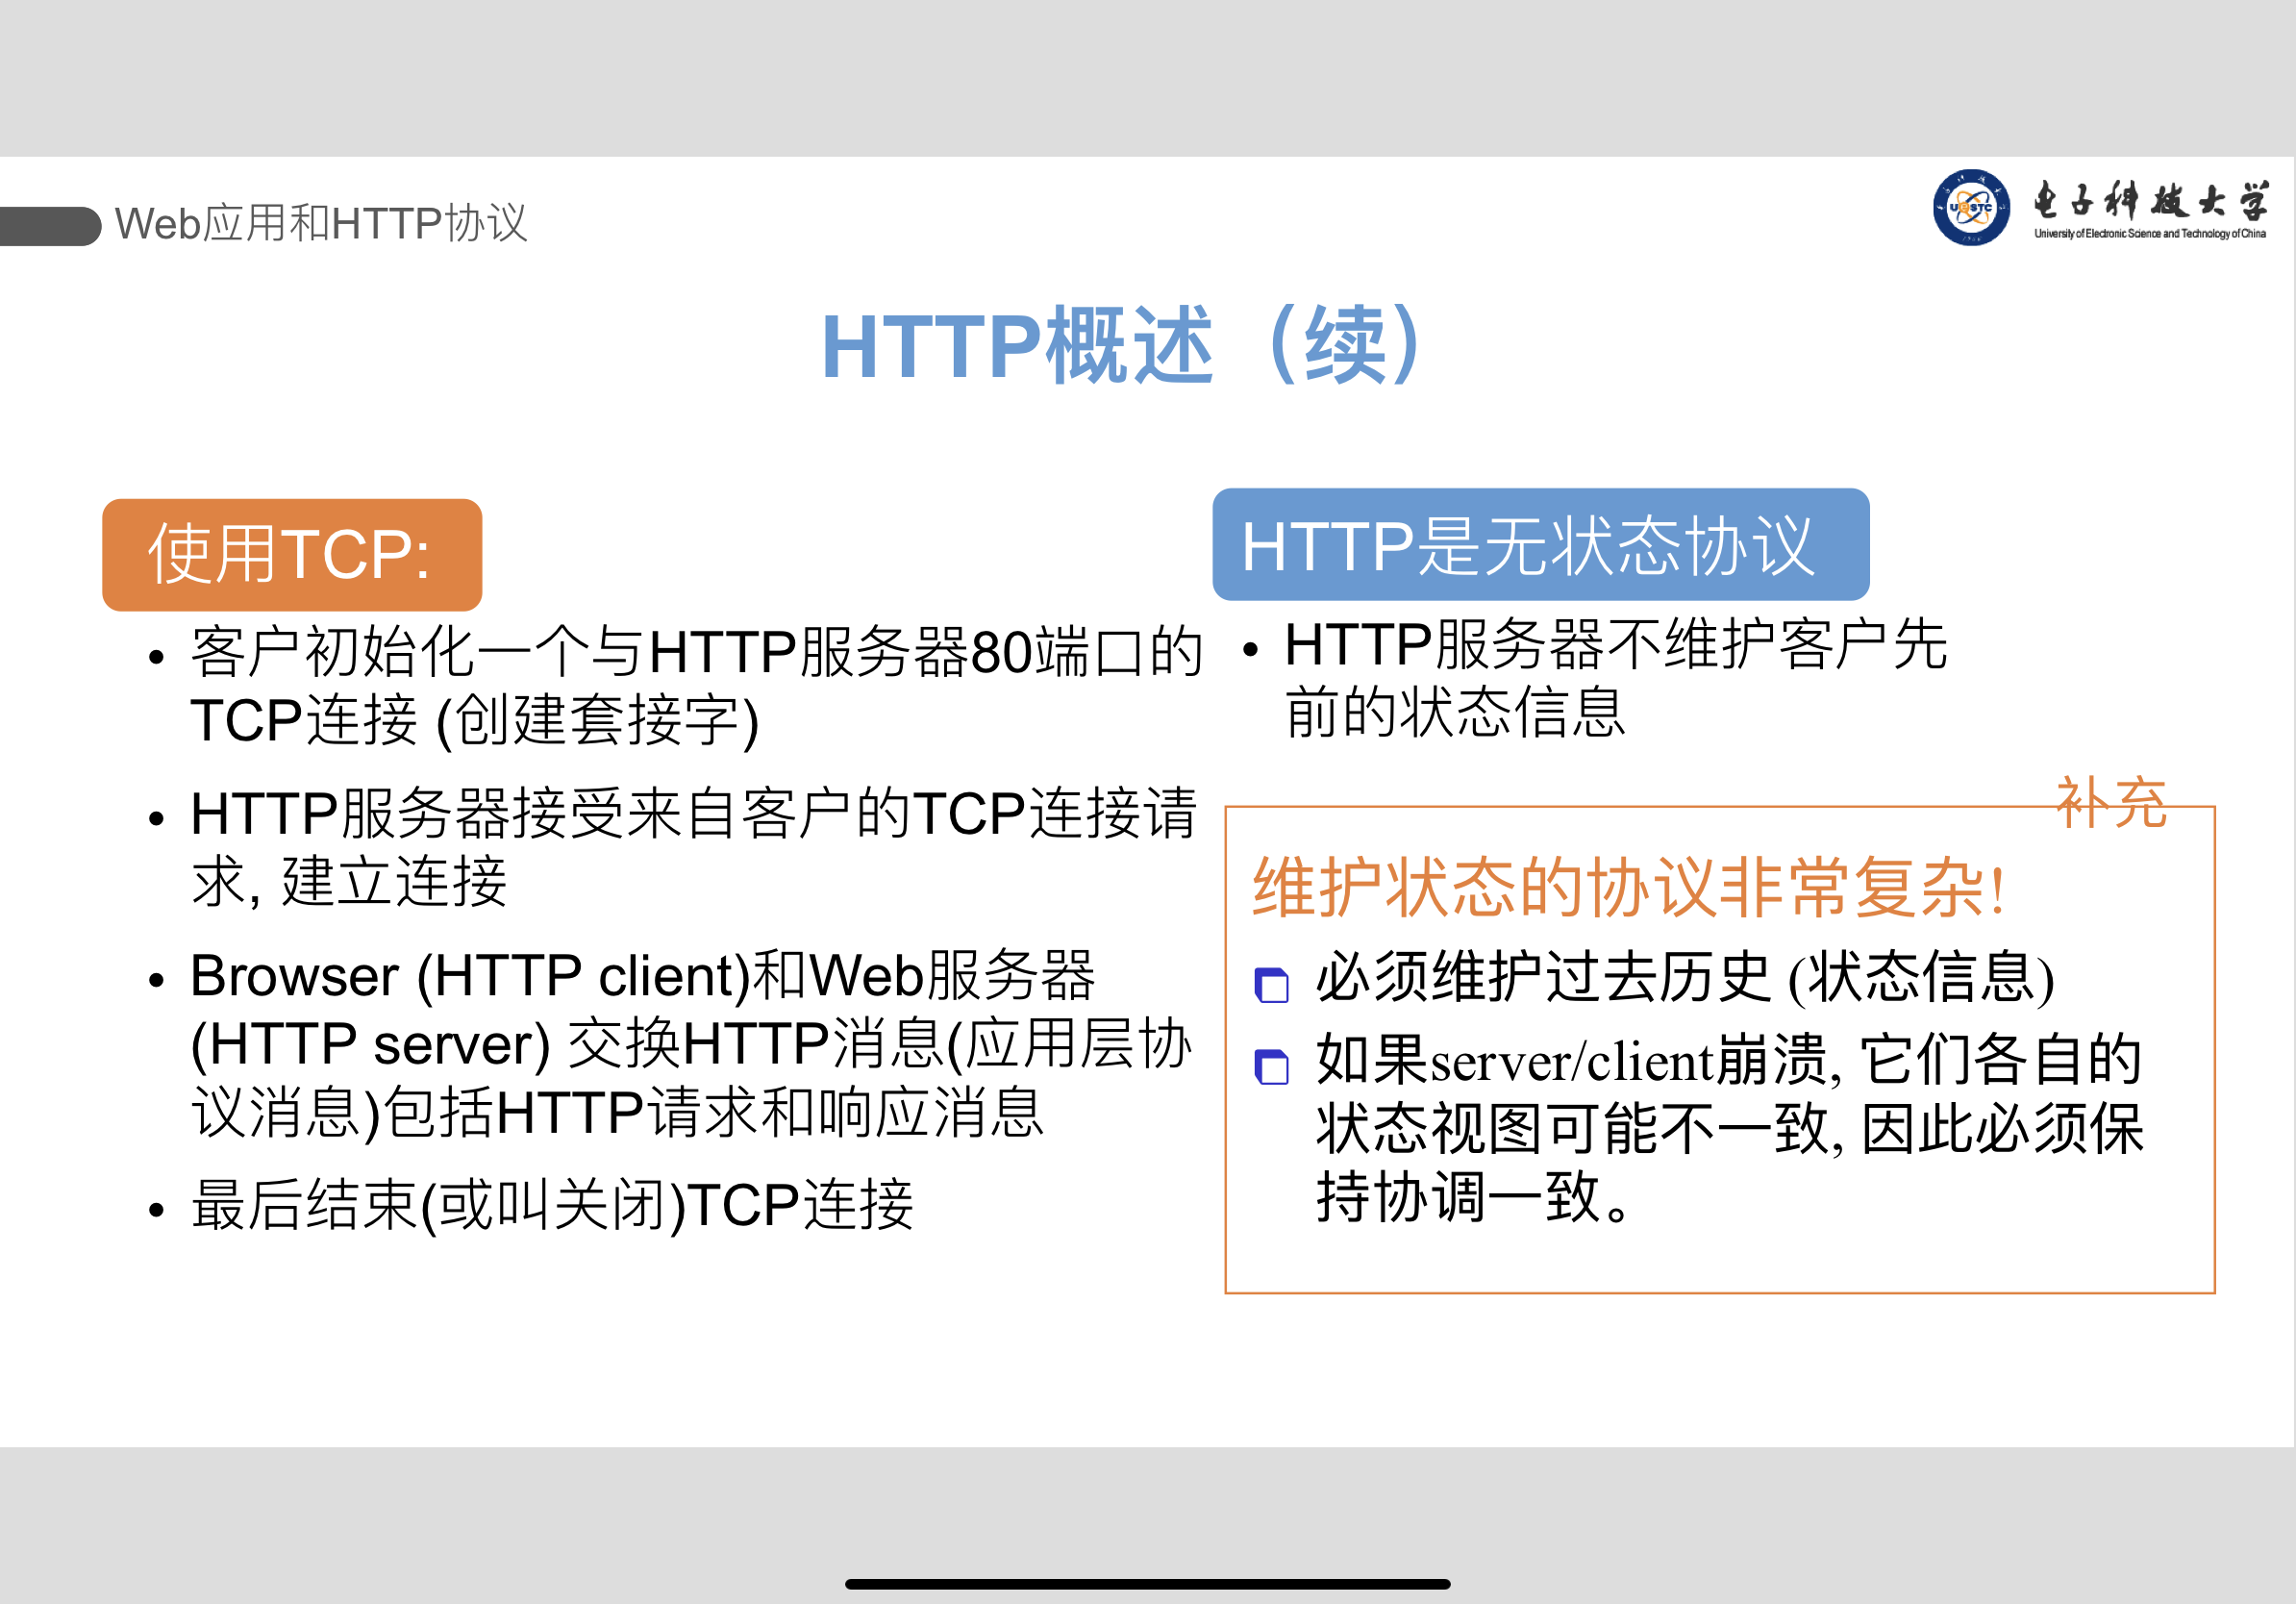 Web应用和HTTP协议
UeSTC
电子科技大学
University of Electronic Science and Technology of China
HTTP概述（续）
使用TCP:
• 客户初始化一个与HTTP服务器80端口的
TCP连接 (创建套接字)
• HTTP服务器接受来自客户的TCP连接请
求, 建立连接
• Browser (HTTP client)和Web服务器
(HTTP server) 交换HTTP消息(应用层协
议消息)包括HTTP请求和响应消息
• 最后结束(或叫关闭)TCP连接
HTTP是无状态协议
• HTTP服务器不维护客户先
前的状态信息
补充
维护状态的协议非常复杂!
必须维护过去历史 (状态信息)
如果server/client崩溃, 它们各自的
状态视图可能不一致, 因此必须保
持协调一致。